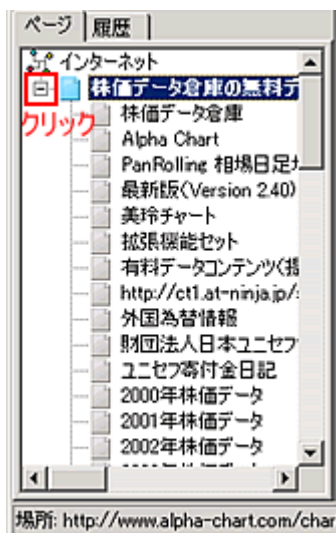 ページ
履歴
インターネット
株価データ倉庫の無料デ
クリック
株価データ倉庫
Alpha Chart
PanRolling 相場日足
最新版(Version 2.40)
美玲チャート
拡張機能セット
有料データコンテンツ(
http://ct1.at-ninja.jp/
外国為替情報
財団法人日本ユニセフ
ユニセフ寄付金日記
2000年株価データ
2001年株価データ
2002年株価データ
場所: http://www.alpha-chart.com/char